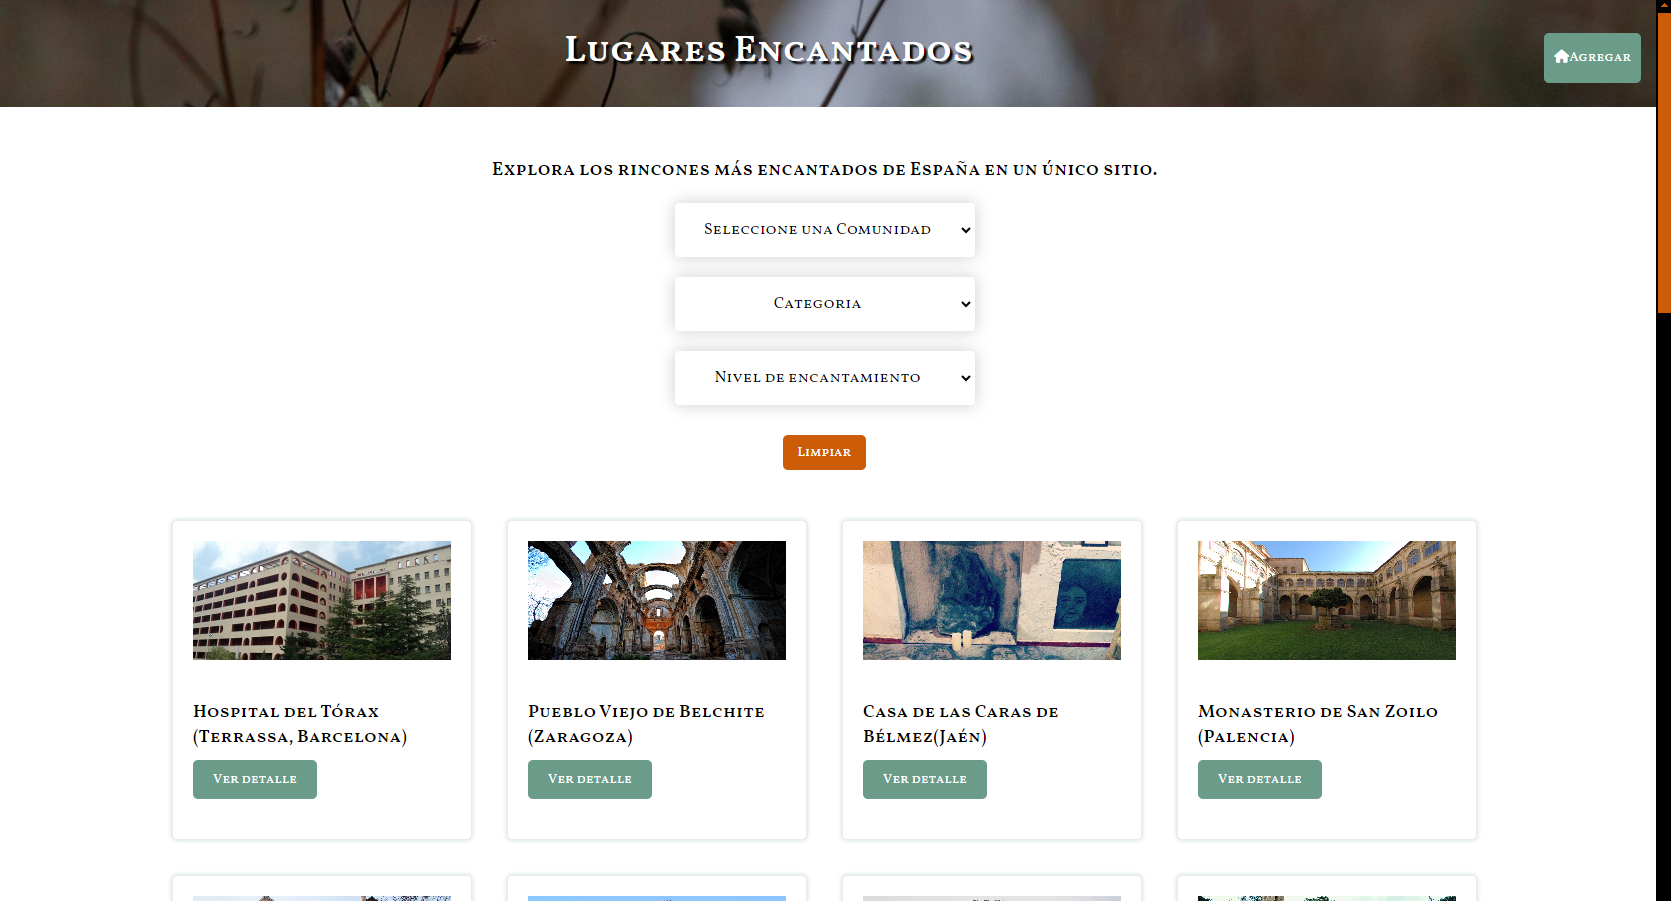 Lugares Encantados
Agregar
Explora los rincones más encantados de España en un único sitio.
Seleccione una Comunidad
Categoria
Nivel de encantamiento
Limpiar
Hospital del Tórax
(Terrassa, Barcelona)
Ver detalle
Pueblo Viejo de Belchite
(Zaragoza)
Ver detalle
Casa de las Caras de
Bélmez(Jaén)
Ver detalle
Monasterio de San Zoilo
(Palencia)
Ver detalle